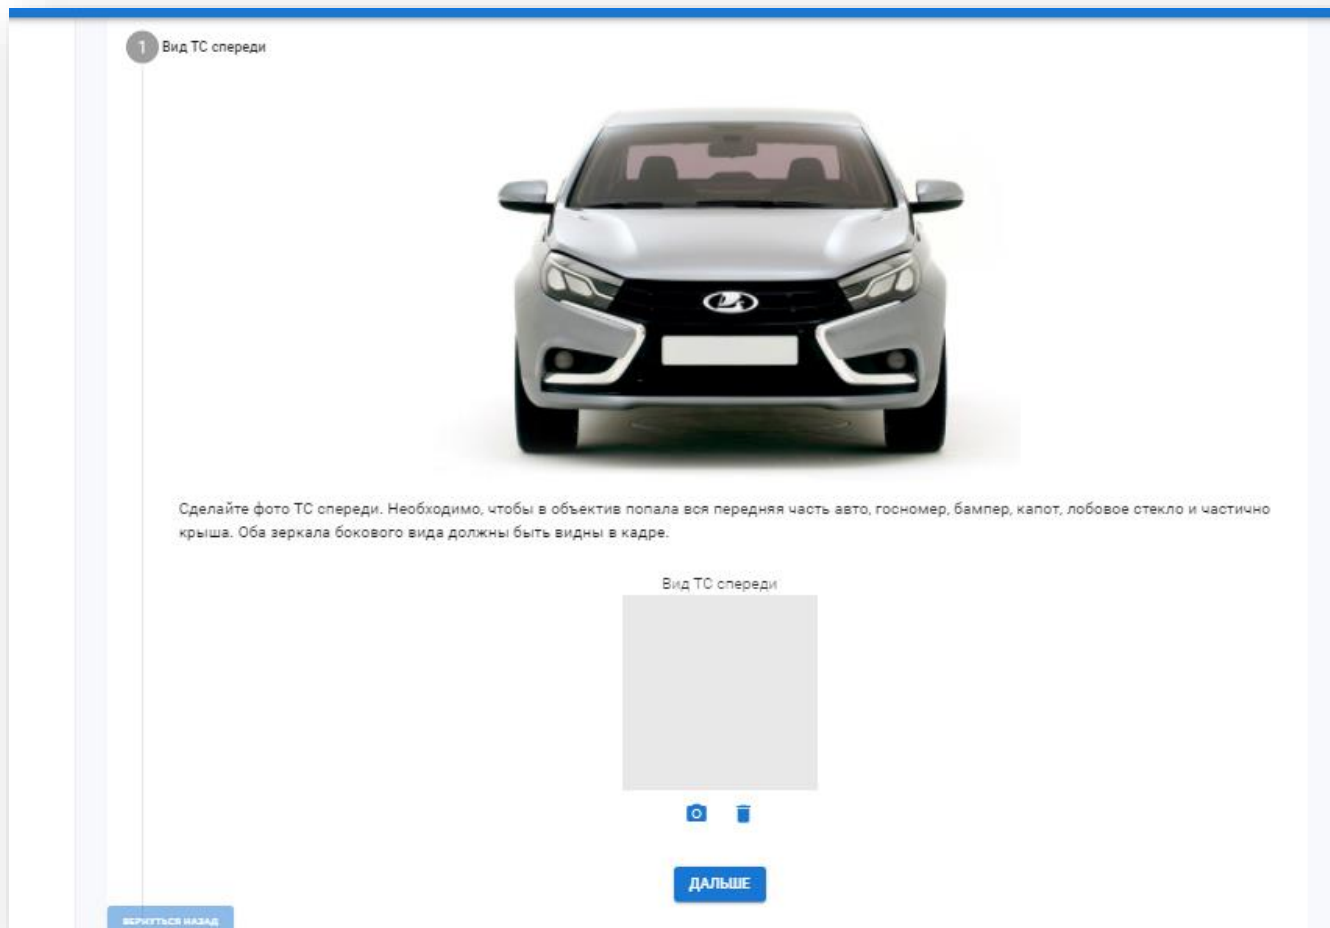 1 Вид ТС спереди
Сделайте фото ТС спереди. Необходимо, чтобы в объектив попала вся передняя часть авто, госномер, бампер, капот, лобовое стекло и частично
крыша. Оба зеркала бокового вида должны быть видны в кадре.
Вид ТС спереди
ДАЛЬШЕ
ВЕРНУТЬСЯ НАЗАД